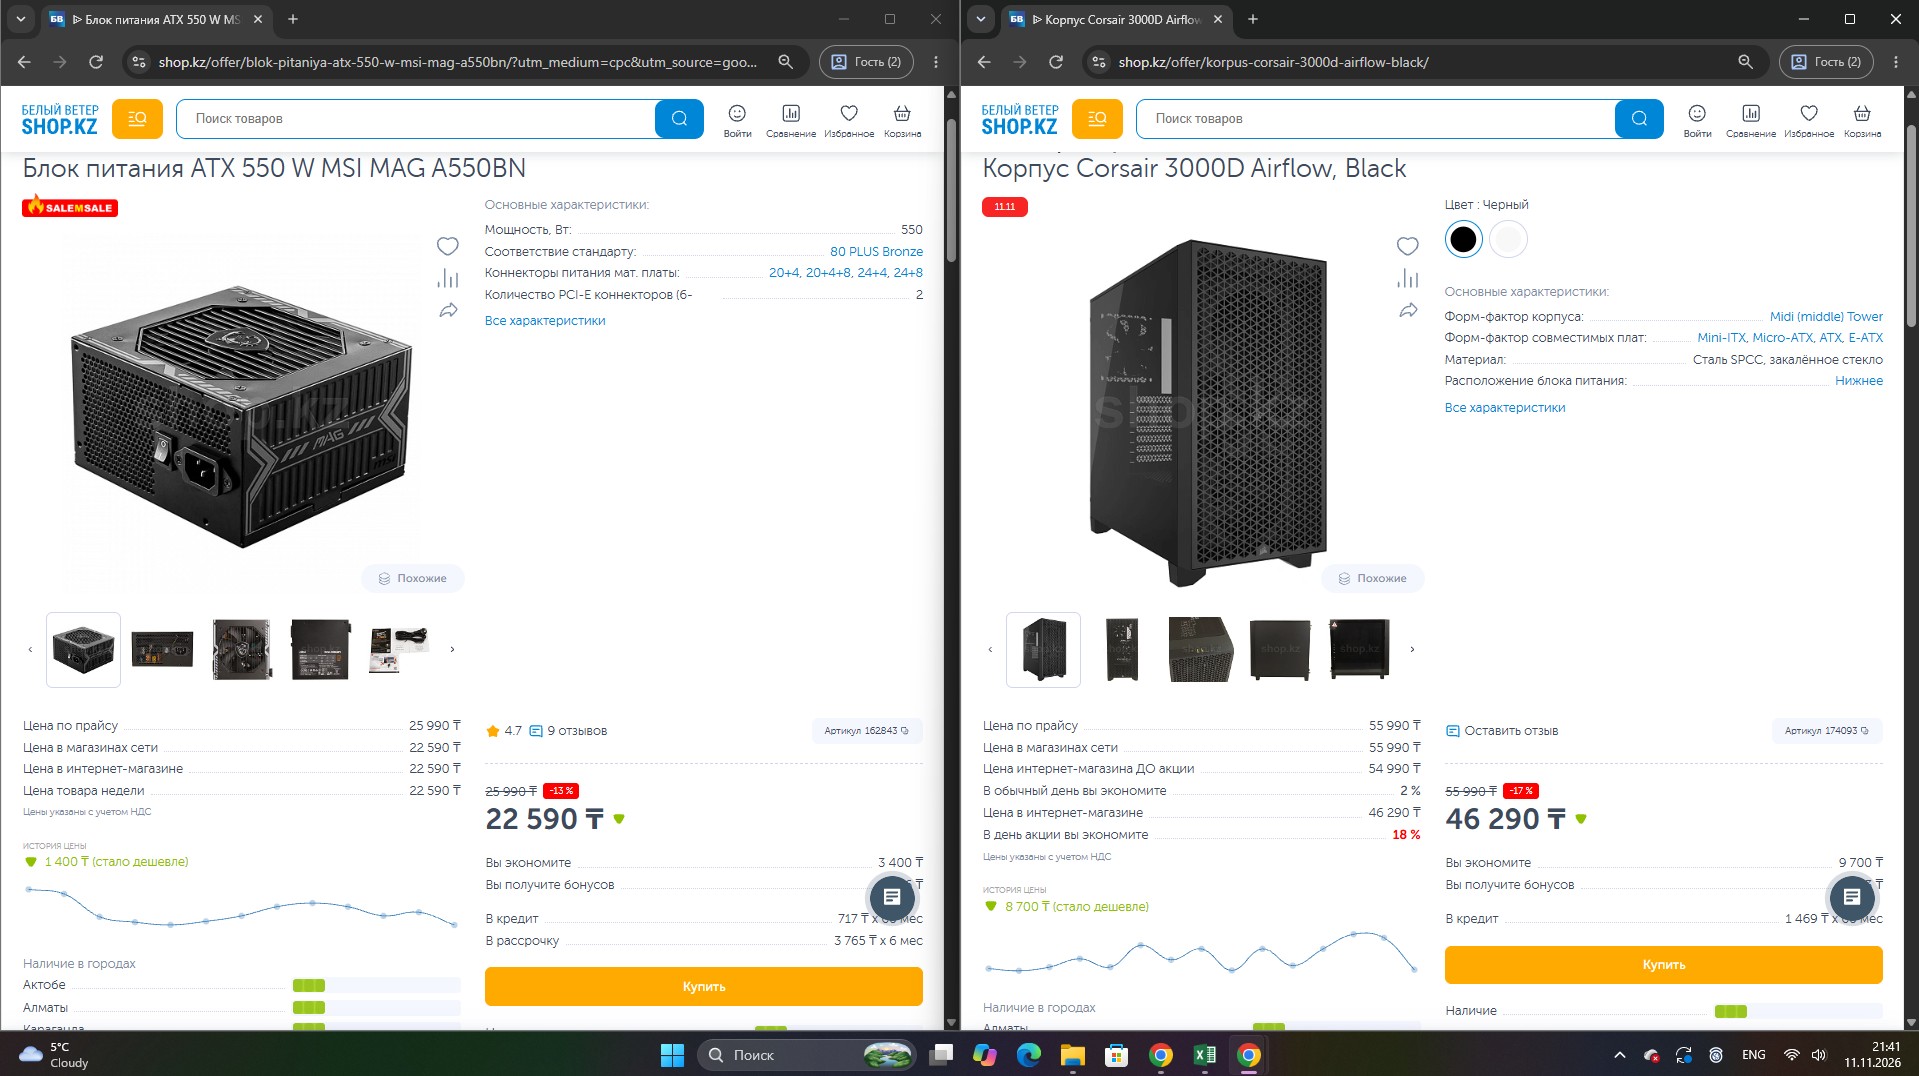 Блок питания ATX 550 W MS
shop.kz/offer/blok-pitaniya-atx-550-w-msi-mag-a550bn/?utm_medium=cpc&utm_source=goo...
Гость (2)
БЕЛЫЙ ВЕТЕР
SHOP.KZ
Поиск товаров
Войти
Сравнение
Избранное
Корзина
Блок питания ATX 550 W MSI MAG A550BN
SALEMSALE
Основные характеристики:
Мощность, Вт: 550
Соответствие стандарту: 80 PLUS Bronze
Коннекторы питания мат. платы: 20+4, 20+4+8, 24+4, 24+8
Количество PCI-E коннекторов (6- 2
Все характеристики
MAG
Похожие
Цена по прайсу 25 990 ₸
Цена в магазинах сети 22 590 ₸
Цена в интернет-магазине 22 590 ₸
Цена товара недели 22 590 ₸
Цены указаны с учетом НДС
ИСТОРИЯ ЦЕНЫ
1 400 ₸ (стало дешевле)
Наличие в городах
Актобе
Алматы
Караганда
4.7 9 отзывов
Артикул 162843
25 990 ₸ -13 %
22 590 ₸
Вы экономите 3 400 ₸
Вы получите бонусов ₸
В кредит 717 ₸ x мес
В рассрочку 3 765 ₸ x 6 мес
Купить
Корпус Corsair 3000D Airflow
shop.kz/offer/korpus-corsair-3000d-airflow-black/
Гость (2)
БЕЛЫЙ ВЕТЕР
SHOP.KZ
Поиск товаров
Войти
Сравнение
Избранное
Корзина
Корпус Corsair 3000D Airflow, Black
11.11
Цвет : Черный
Основные характеристики:
Форм-фактор корпуса: Midi (middle) Tower
Форм-фактор совместимых плат: Mini-ITX, Micro-ATX, ATX, E-ATX
Материал: Сталь SPCC, закалённое стекло
Расположение блока питания: Нижнее
Все характеристики
shop.kz
Похожие
Цена по прайсу 55 990 ₸
Цена в магазинах сети 55 990 ₸
Цена интернет-магазина ДО акции 54 990 ₸
В обычный день вы экономите 2 %
Цена в интернет-магазине 46 290 ₸
В день акции вы экономите 18 %
Цены указаны с учетом НДС
ИСТОРИЯ ЦЕНЫ
8 700 ₸ (стало дешевле)
Наличие в городах
Алматы
Оставить отзыв
Артикул 174093
55 990 ₸ -17 %
46 290 ₸
Вы экономите 9 700 ₸
Вы получите бонусов ₸
В кредит 1 469 ₸ x мес
Купить
Наличие
5°C
Cloudy
Поиск
ENG
21:41
11.11.2026